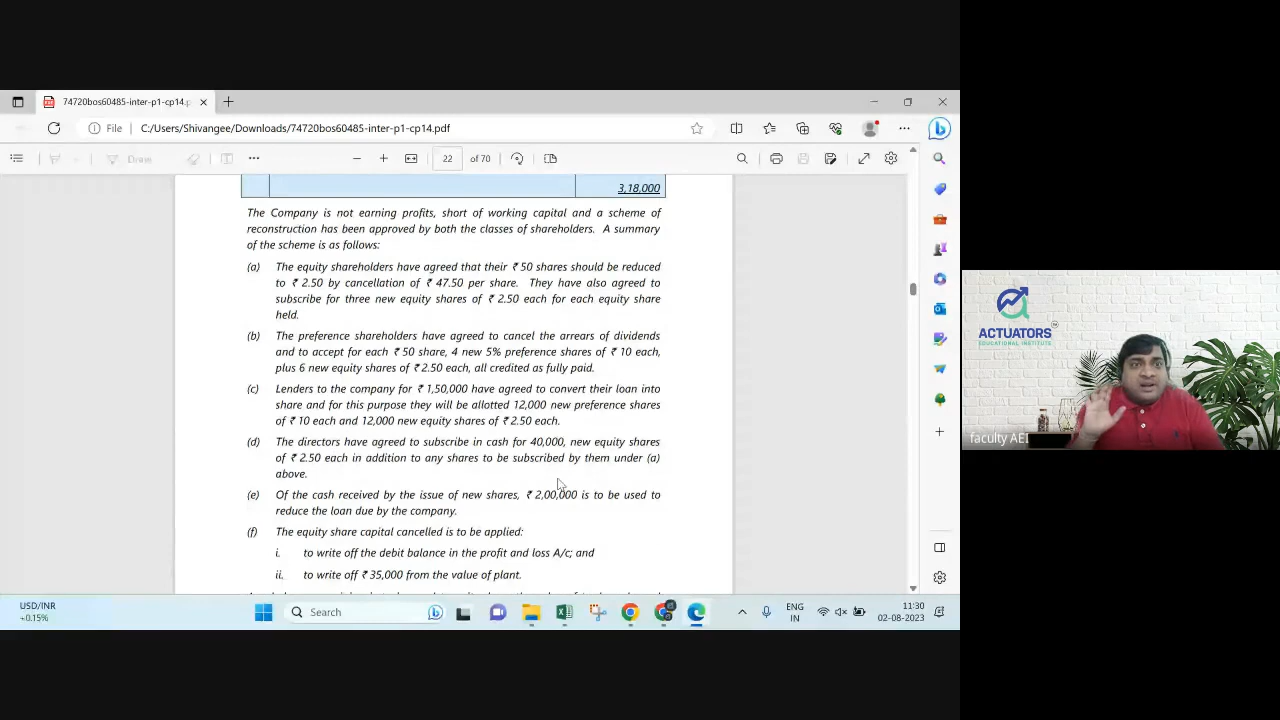 74720bos60485-inter-p1-cp14.p
File C:/Users/Shivangee/Downloads/74720bos60485-inter-p1-cp14.pdf
Draw 22 of 70
3,18,000
The Company is not earning profits, short of working capital and a scheme of
reconstruction has been approved by both the classes of shareholders. A summary
of the scheme is as follows:
(a) The equity shareholders have agreed that their ₹ 50 shares should be reduced
to ₹ 2.50 by cancellation of ₹ 47.50 per share. They have also agreed to
subscribe for three new equity shares of ₹ 2.50 each for each equity share
held.
(b) The preference shareholders have agreed to cancel the arrears of dividends
and to accept for each ₹ 50 share, 4 new 5% preference shares of ₹ 10 each,
plus 6 new equity shares of ₹ 2.50 each, all credited as fully paid.
(c) Lenders to the company for ₹ 1,50,000 have agreed to convert their loan into
share and for this purpose they will be allotted 12,000 new preference shares
of ₹ 10 each and 12,000 new equity shares of ₹ 2.50 each.
(d) The directors have agreed to subscribe in cash for 40,000, new equity shares
of ₹ 2.50 each in addition to any shares to be subscribed by them under (a)
above.
(e) Of the cash received by the issue of new shares, ₹ 2,00,000 is to be used to
reduce the loan due by the company.
(f) The equity share capital cancelled is to be applied:
i. to write off the debit balance in the profit and loss A/c; and
ii. to write off ₹ 35,000 from the value of plant.
ACTUATORS
EDUCATIONAL INSTITUTE
faculty AEI
USD/INR
+0.15%
Search
ENG
IN
11:30
02-08-2023